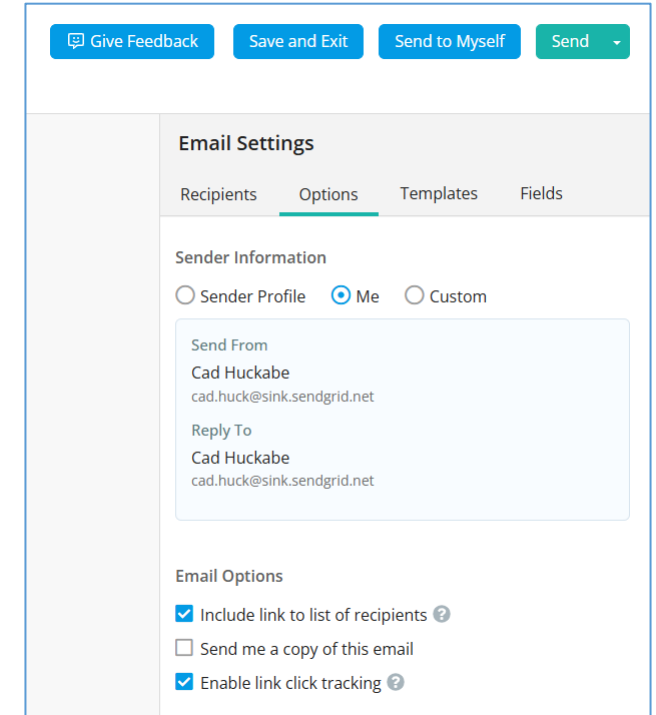 Give Feedback Save and Exit Send to Myself Send
Email Settings
Recipients Options Templates Fields
Sender Information
Sender Profile Me Custom
Send From
Cad Huckabe
cad.huck@sink.sendgrid.net
Reply To
Cad Huckabe
cad.huck@sink.sendgrid.net
Email Options
Include link to list of recipients ?
Send me a copy of this email
Enable link click tracking ?